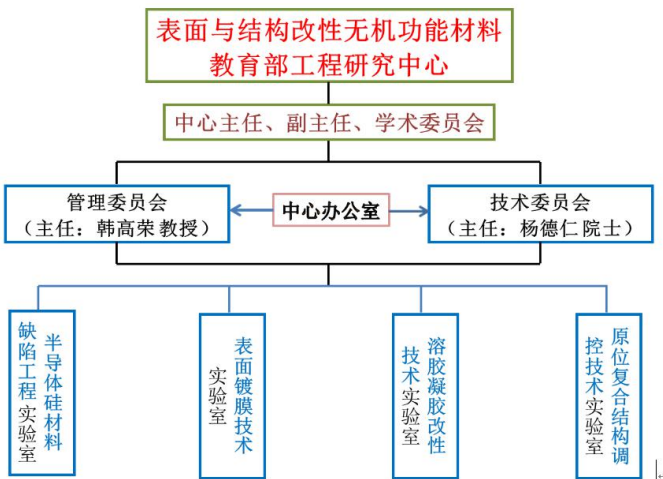 表面与结构改性无机功能材料
教育部工程研究中心
中心主任、副主任、学术委员会
管理委员会
（主任：韩高荣教授）
中心办公室
技术委员会
（主任：杨德仁院士）
半导体硅材料
缺陷工程实验室
表面镀膜技术
实验室
溶胶凝胶改性
技术实验室
原位复合结构调
控技术实验室